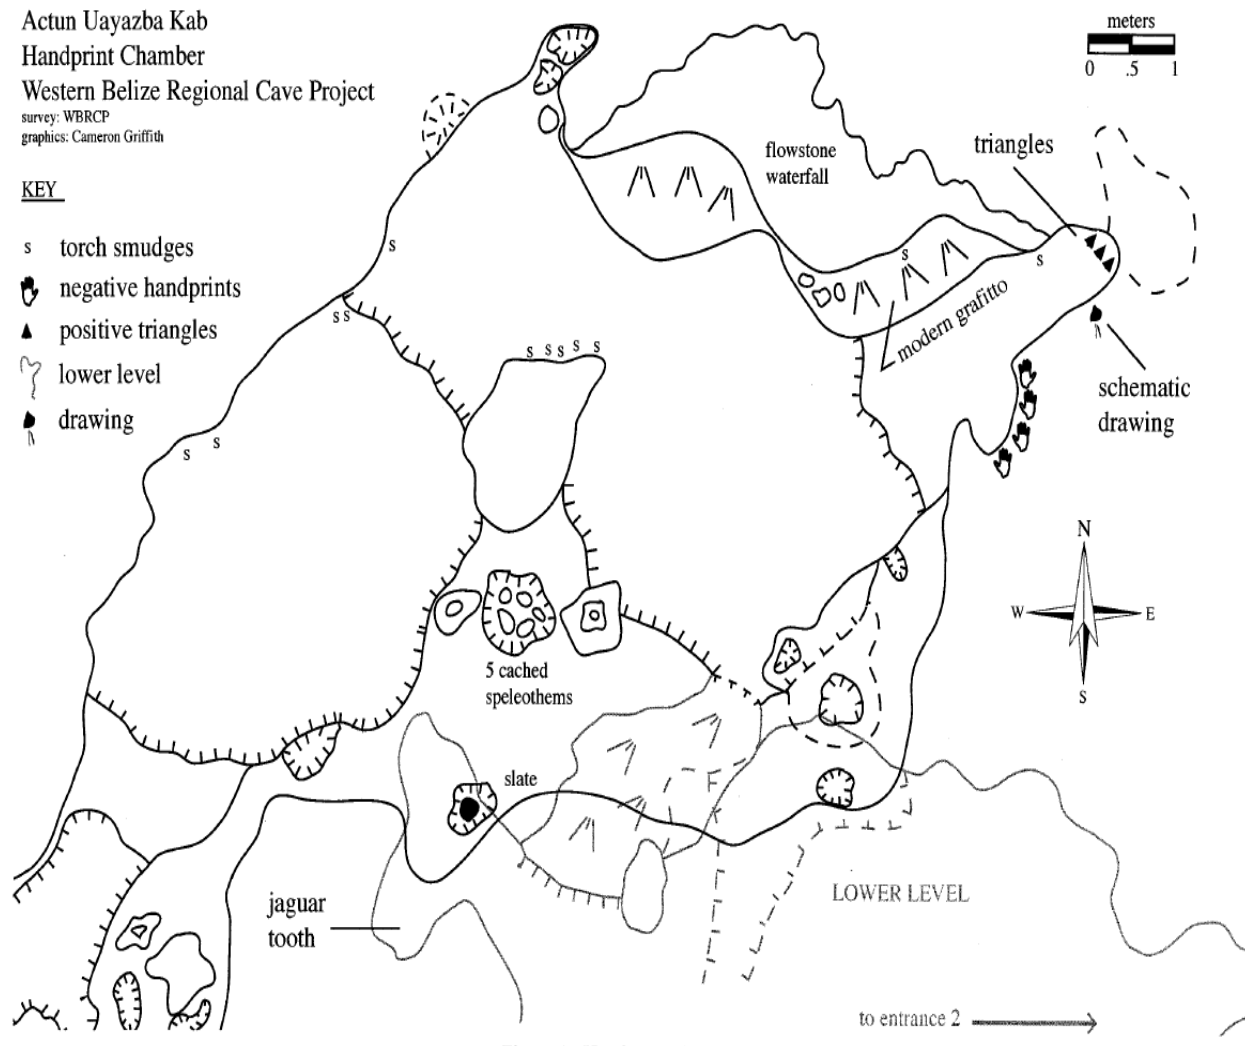 Actun Uayazba Kab
Handprint Chamber
Western Belize Regional Cave Project
survey: WBRCP
graphics: Cameron Griffith
KEY
s torch smudges
negative handprints
positive triangles
lower level
drawing
meters
0 .5 1
triangles
flowstone
waterfall
s
s
s
s s
modern grafitto
s s s s s
schematic
drawing
s
s
N
W E
S
5 cached
speleothems
slate
F
LOWER LEVEL
jaguar
tooth
to entrance 2